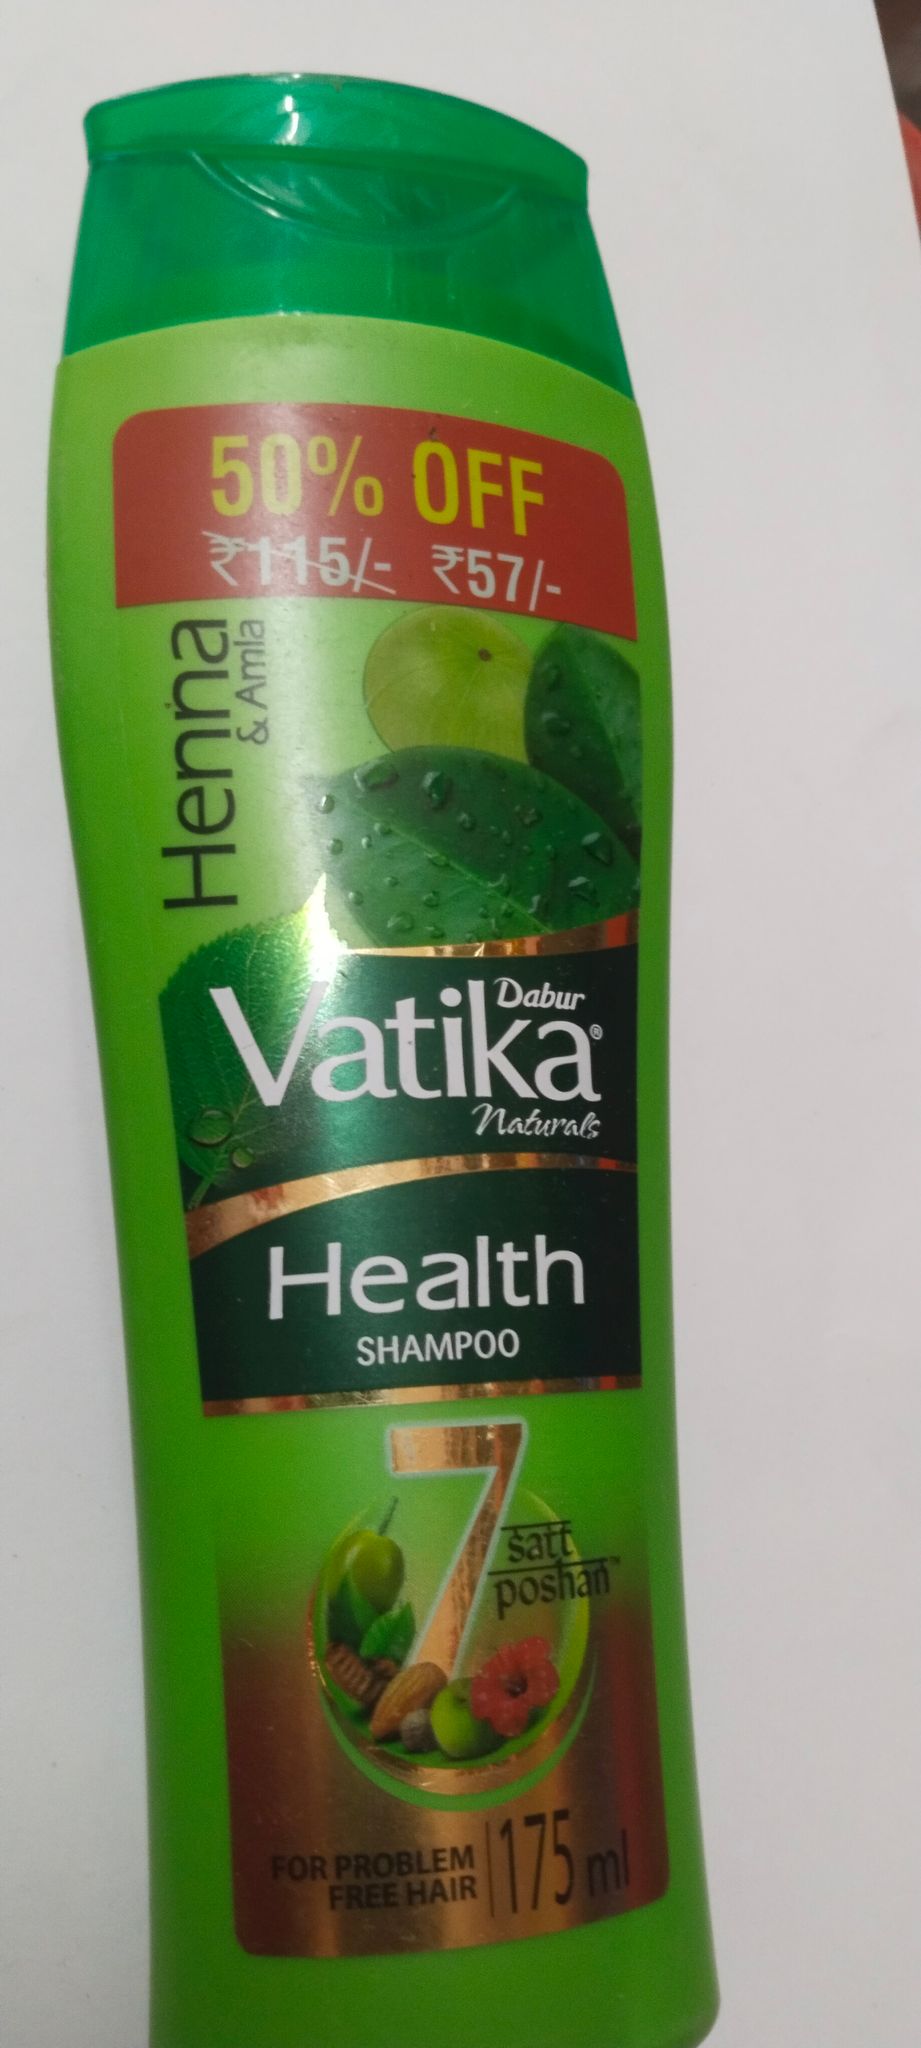 50% OFF
₹115/- ₹57/-
Henna
& Amla
Dabur
Vatika®
Naturals
Health
SHAMPOO
7
satt
poshan™
FOR PROBLEM
FREE HAIR
175 ml